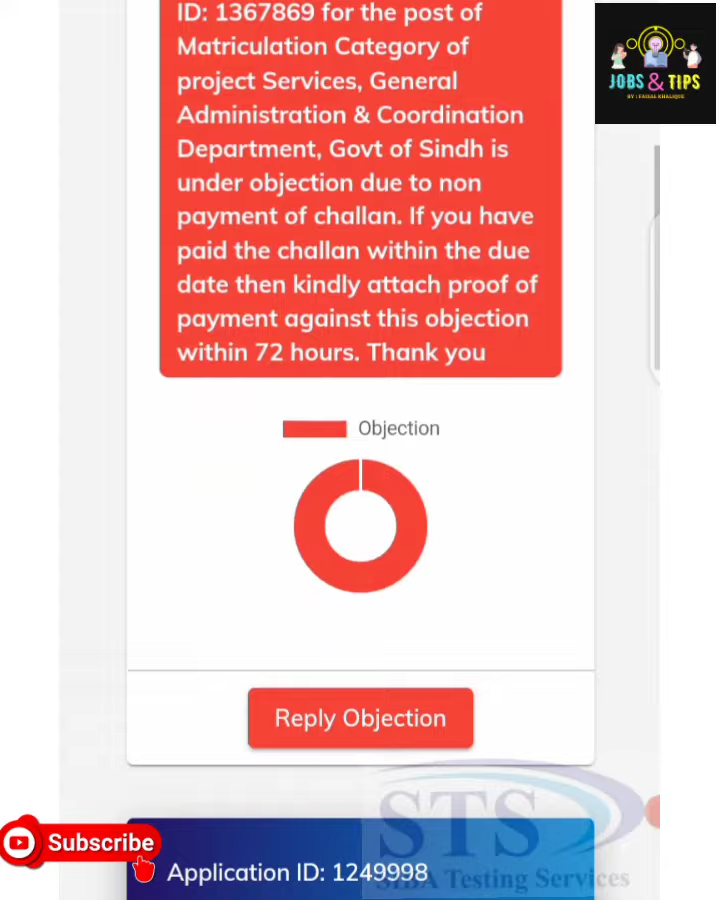 ID: 1367869 for the post of
Matriculation Category of
project Services, General
Administration & Coordination
Department, Govt of Sindh is
under objection due to non
payment of challan. If you have
paid the challan within the due
date then kindly attach proof of
payment against this objection
within 72 hours. Thank you
JOBS & TIPS
BY : FAISAL KHALIQUE
Objection
Reply Objection
STS
SIBA Testing Services
Subscribe
Application ID: 1249998